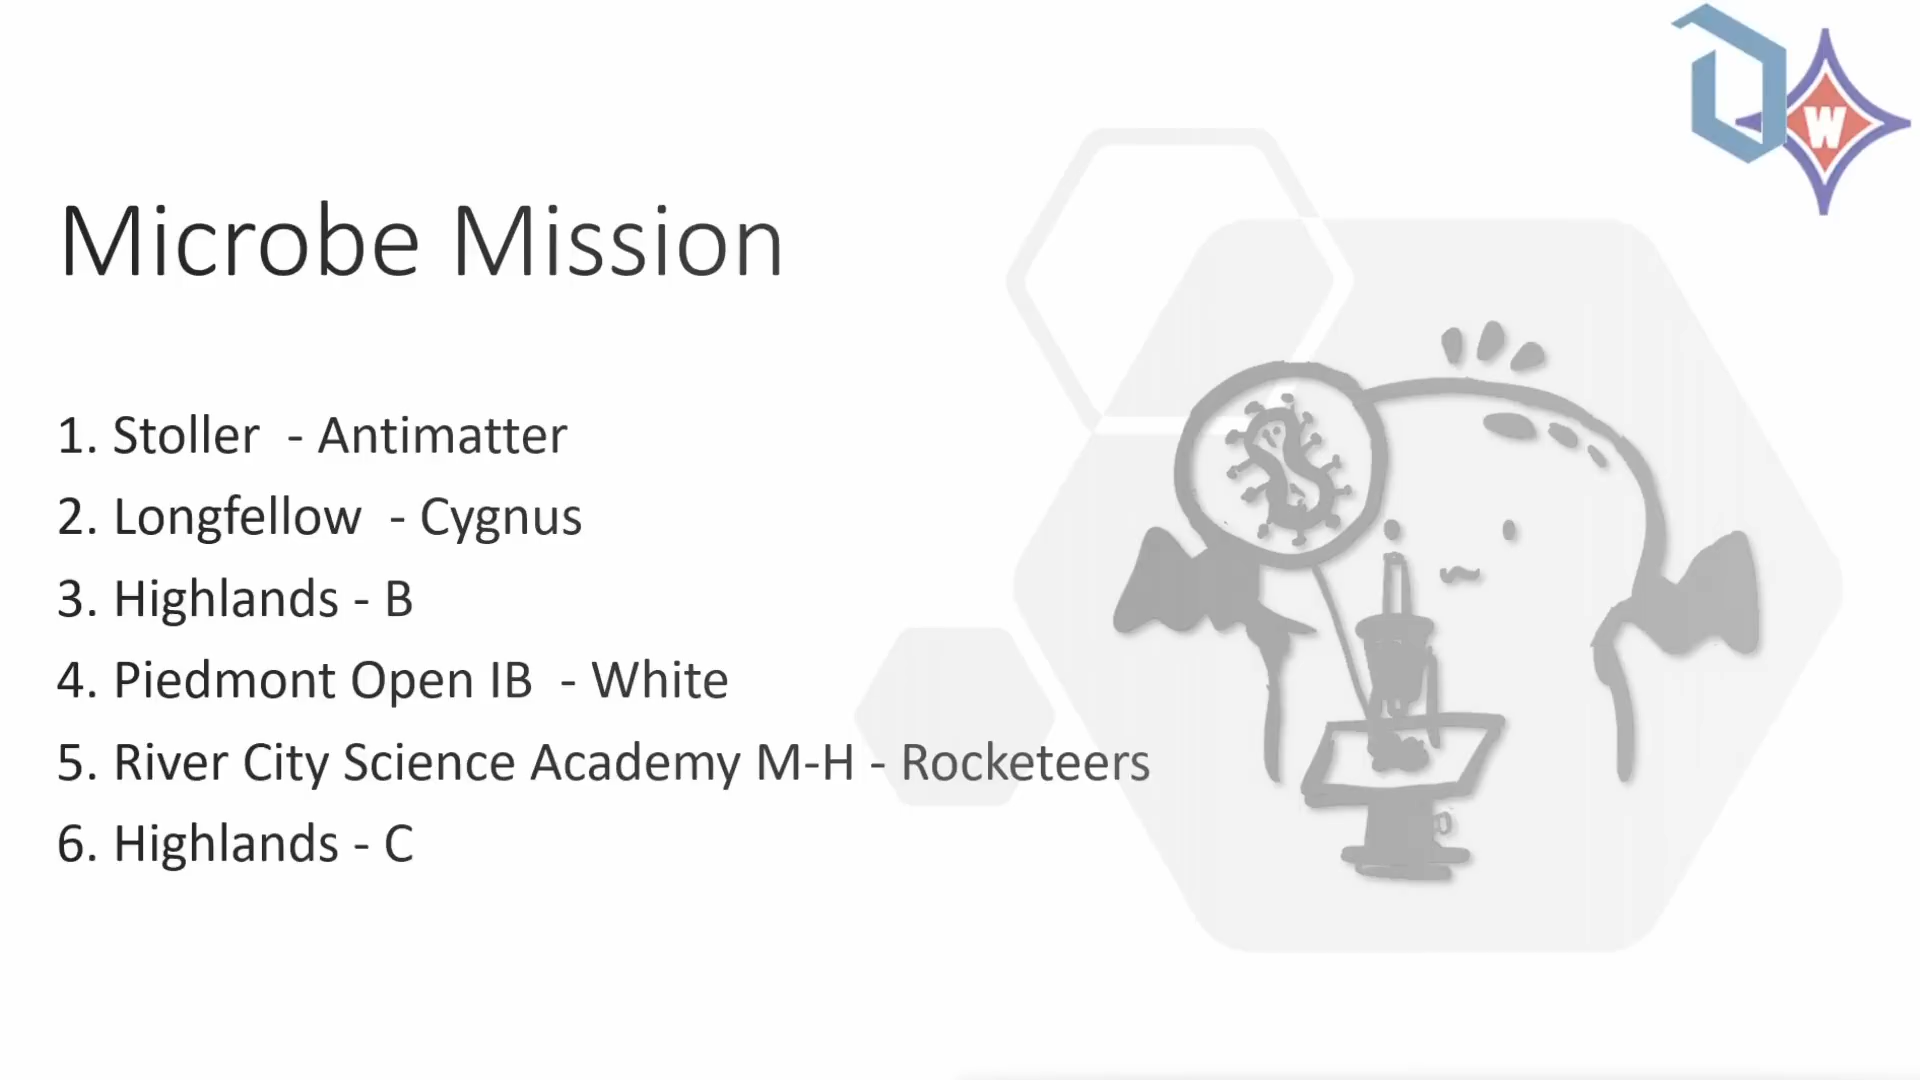 W
Microbe Mission
1. Stoller  - Antimatter
2. Longfellow  - Cygnus
3. Highlands - B
4. Piedmont Open IB  - White
5. River City Science Academy M-H - Rocketeers
6. Highlands - C